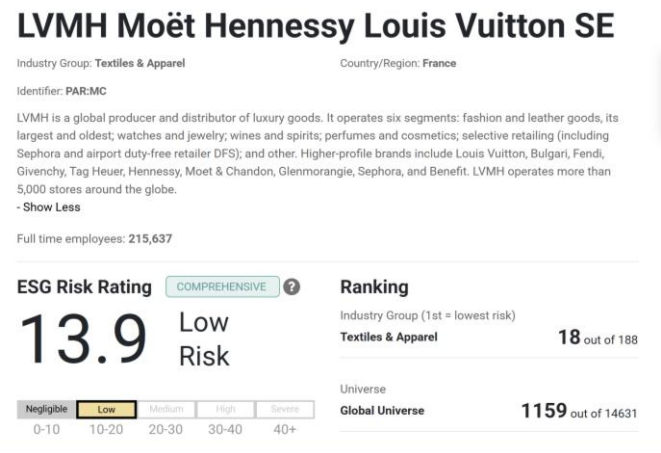 LVMH Moët Hennessy Louis Vuitton SE
Industry Group: Textiles & Apparel
Country/Region: France
Identifier: PAR:MC
LVMH is a global producer and distributor of luxury goods. It operates six segments: fashion and leather goods, its
largest and oldest; watches and jewelry; wines and spirits; perfumes and cosmetics; selective retailing (including
Sephora and airport duty-free retailer DFS); and other. Higher-profile brands include Louis Vuitton, Bulgari, Fendi,
Givenchy, Tag Heuer, Hennessy, Moet & Chandon, Glenmorangie, Sephora, and Benefit. LVMH operates more than
5,000 stores around the globe.
- Show Less
Full time employees: 215,637
ESG Risk Rating COMPREHENSIVE ?
13.9 Low
Risk
Negligible Low Medium High Severe
0-10 10-20 20-30 30-40 40+
Ranking
Industry Group (1st = lowest risk)
Textiles & Apparel 18 out of 188
Universe
Global Universe 1159 out of 14631